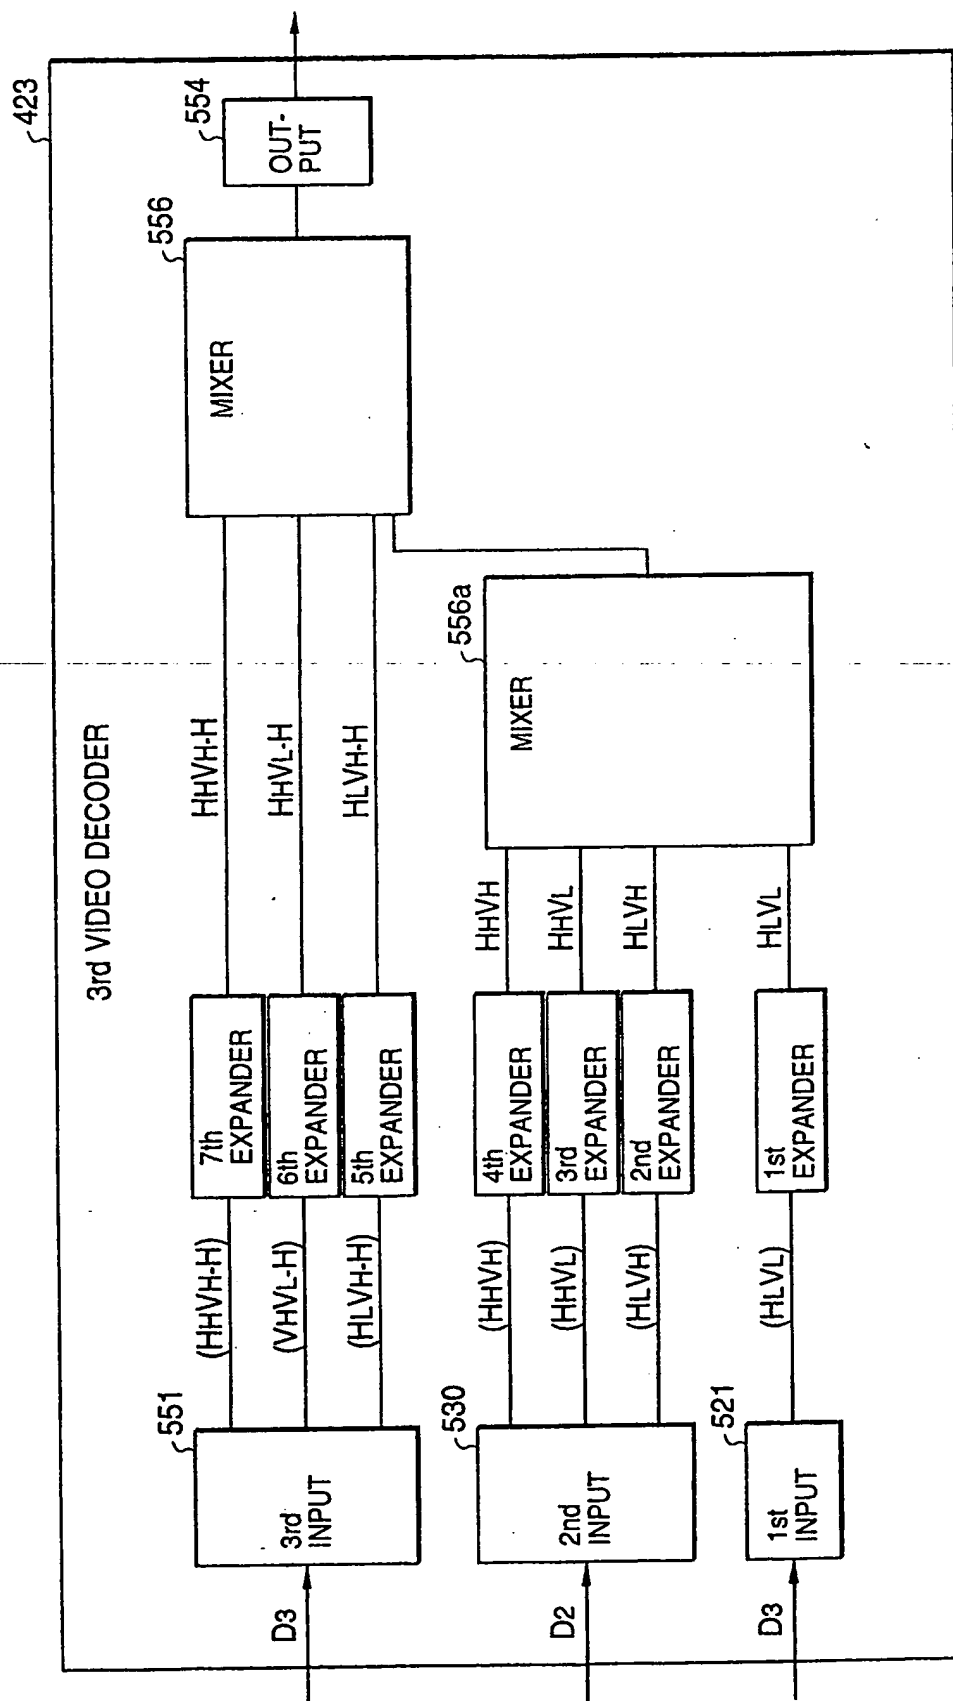 423
3rd VIDEO DECODER
D3
3rd
INPUT
551
(HHVH-H)
(VHVL-H)
(HLVH-H)
7th
EXPANDER
6th
EXPANDER
5th
EXPANDER
HHVH-H
HHVL-H
HLVH-H
MIXER
556
OUT-
PUT
554
D2
2nd
INPUT
530
(HHVH)
(HHVL)
(HLVH)
4th
EXPANDER
3rd
EXPANDER
2nd
EXPANDER
HHVH
HHVL
HLVH
MIXER
556a
D3
1st
INPUT
521
(HLVL)
1st
EXPANDER
HLVL